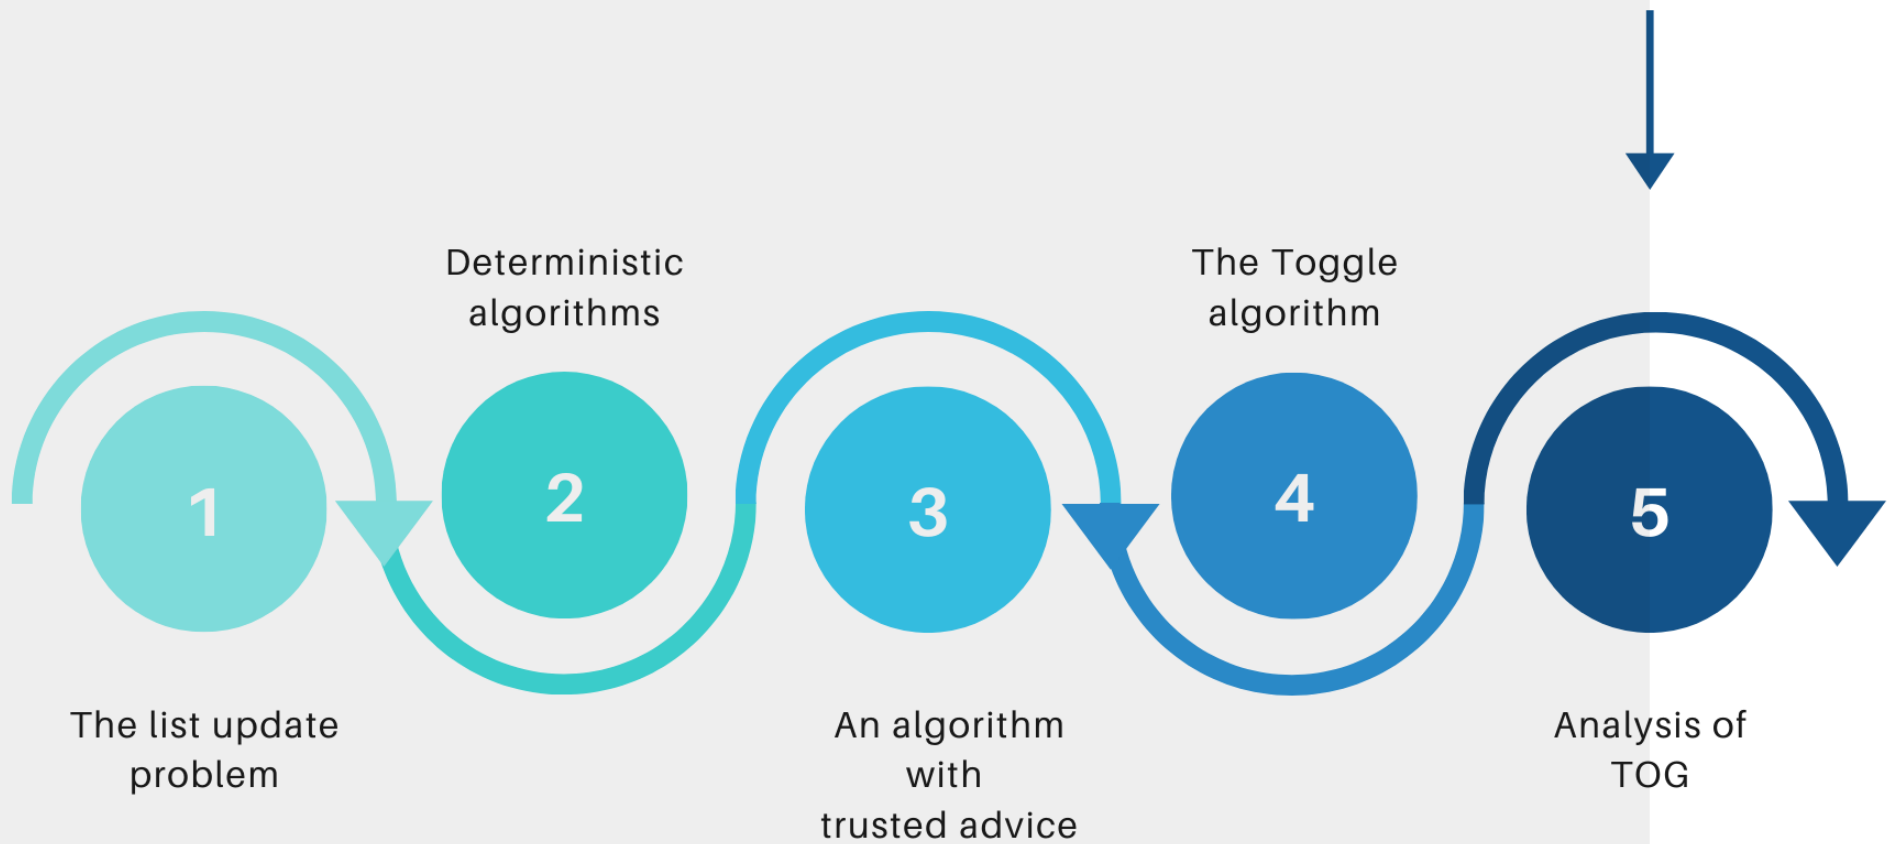 1
The list update
problem
Deterministic
algorithms
2
3
An algorithm
with
trusted advice
The Toggle
algorithm
4
5
Analysis of
TOG